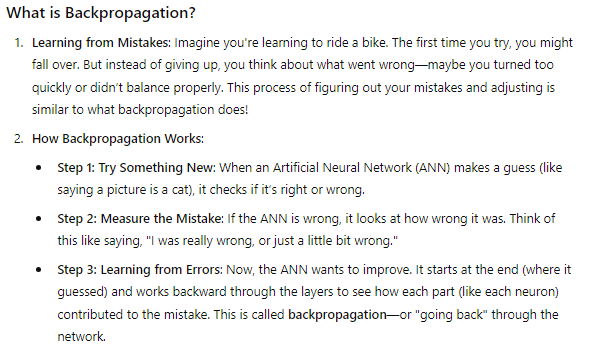 What is Backpropagation?
1. Learning from Mistakes: Imagine you're learning to ride a bike. The first time you try, you might
fall over. But instead of giving up, you think about what went wrong—maybe you turned too
quickly or didn't balance properly. This process of figuring out your mistakes and adjusting is
similar to what backpropagation does!
2. How Backpropagation Works:
• Step 1: Try Something New: When an Artificial Neural Network (ANN) makes a guess (like
saying a picture is a cat), it checks if it's right or wrong.
• Step 2: Measure the Mistake: If the ANN is wrong, it looks at how wrong it was. Think of
this like saying, "I was really wrong, or just a little bit wrong."
• Step 3: Learning from Errors: Now, the ANN wants to improve. It starts at the end (where it
guessed) and works backward through the layers to see how each part (like each neuron)
contributed to the mistake. This is called backpropagation—or "going back" through the
network.